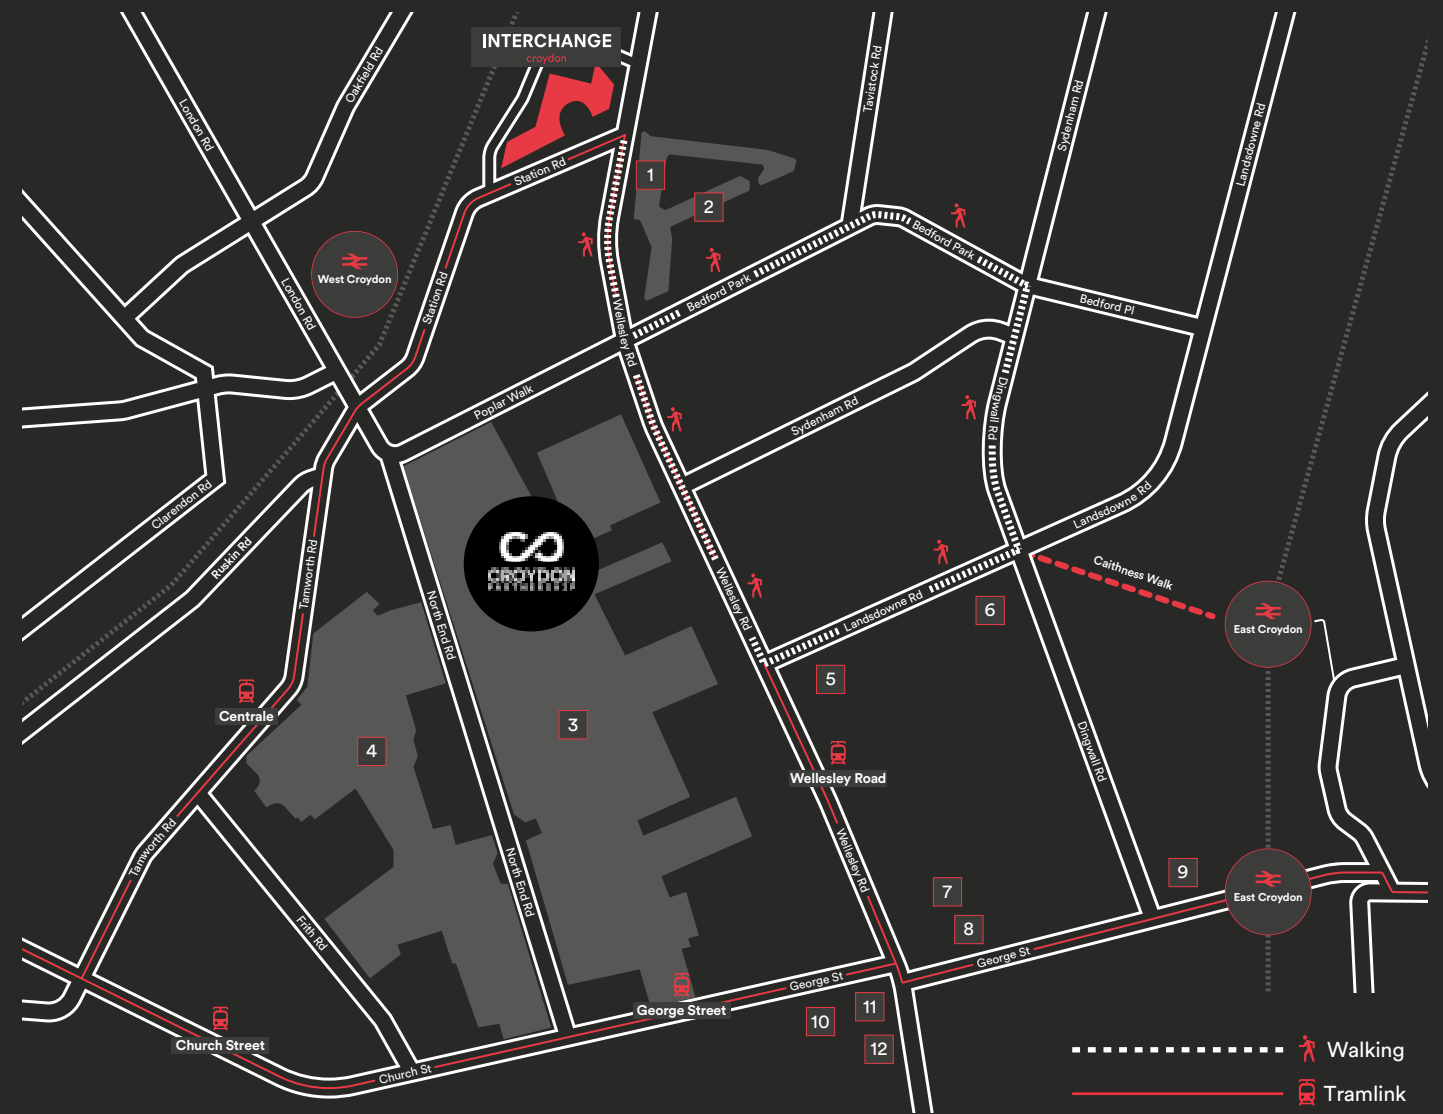 INTERCHANGE
croydon
Oakfield Rd
London Rd
Tavistock Rd
Sydenham Rd
Landsdowne Rd
Station Rd
1
2
West Croydon
Bedford Park
Bedford Park
London Rd
Station Rd
Wellesley Rd
Bedford Pl
Poplar Walk
Sydenham Rd
Dingwall Rd
Clarendon Rd
Ruskin Rd
Tamworth Rd
CROYDON
PARTNERSHIP
Landsdowne Rd
Caithness Walk
Wellesley Rd
Landsdowne Rd
6
North End Rd
East Croydon
5
Centrale
3
4
Wellesley Road
Dingwall Rd
Tamworth Rd
Wellesley Rd
North End Rd
7
9
East Croydon
8
Frith Rd
George St
George St
George Street
11
10
12
Church Street
Church St
Walking
Tramlink